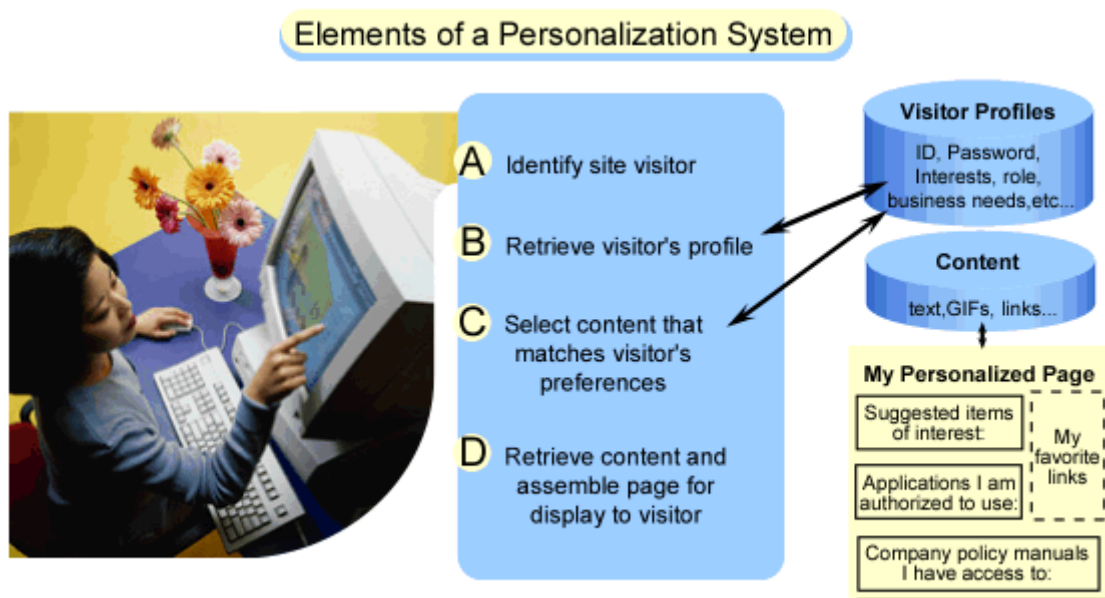 Elements of a Personalization System
A
Identify site visitor
B
Retrieve visitor's profile
C
Select content that
matches visitor's
preferences
D
Retrieve content and
assemble page for
display to visitor
Visitor Profiles
ID, Password,
Interests, role,
business needs,etc...
Content
text,GIFs, links...
My Personalized Page
Suggested items
of interest:
My
favorite
links
Applications I am
authorized to use:
Company policy manuals
I have access to: